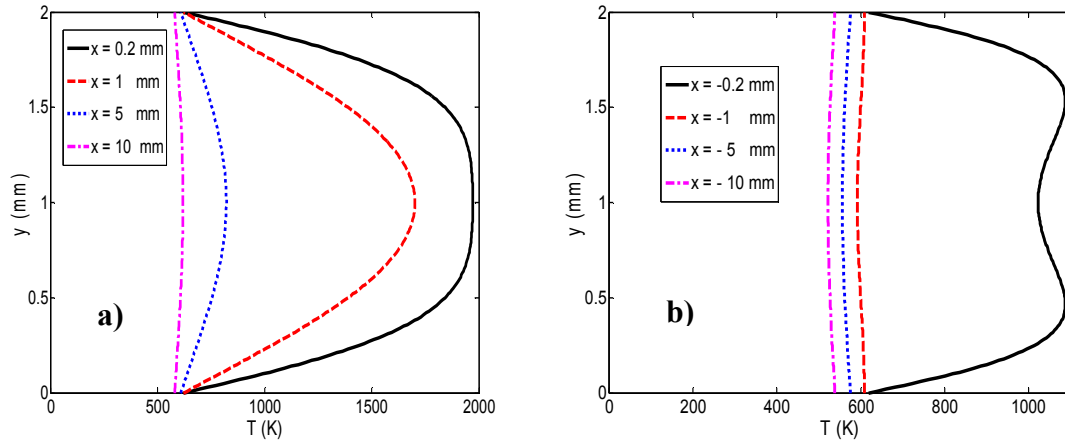 2
1.5
1
0.5
0
y (mm)
x = 0.2 mm
x = 1 mm
x = 5 mm
x = 10 mm
a)
0 500 1000 1500 2000
T (K)
2
1.5
1
0.5
0
y (mm)
x = -0.2 mm
x = -1 mm
x = - 5 mm
x = - 10 mm
b)
0 200 400 600 800 1000
T (K)